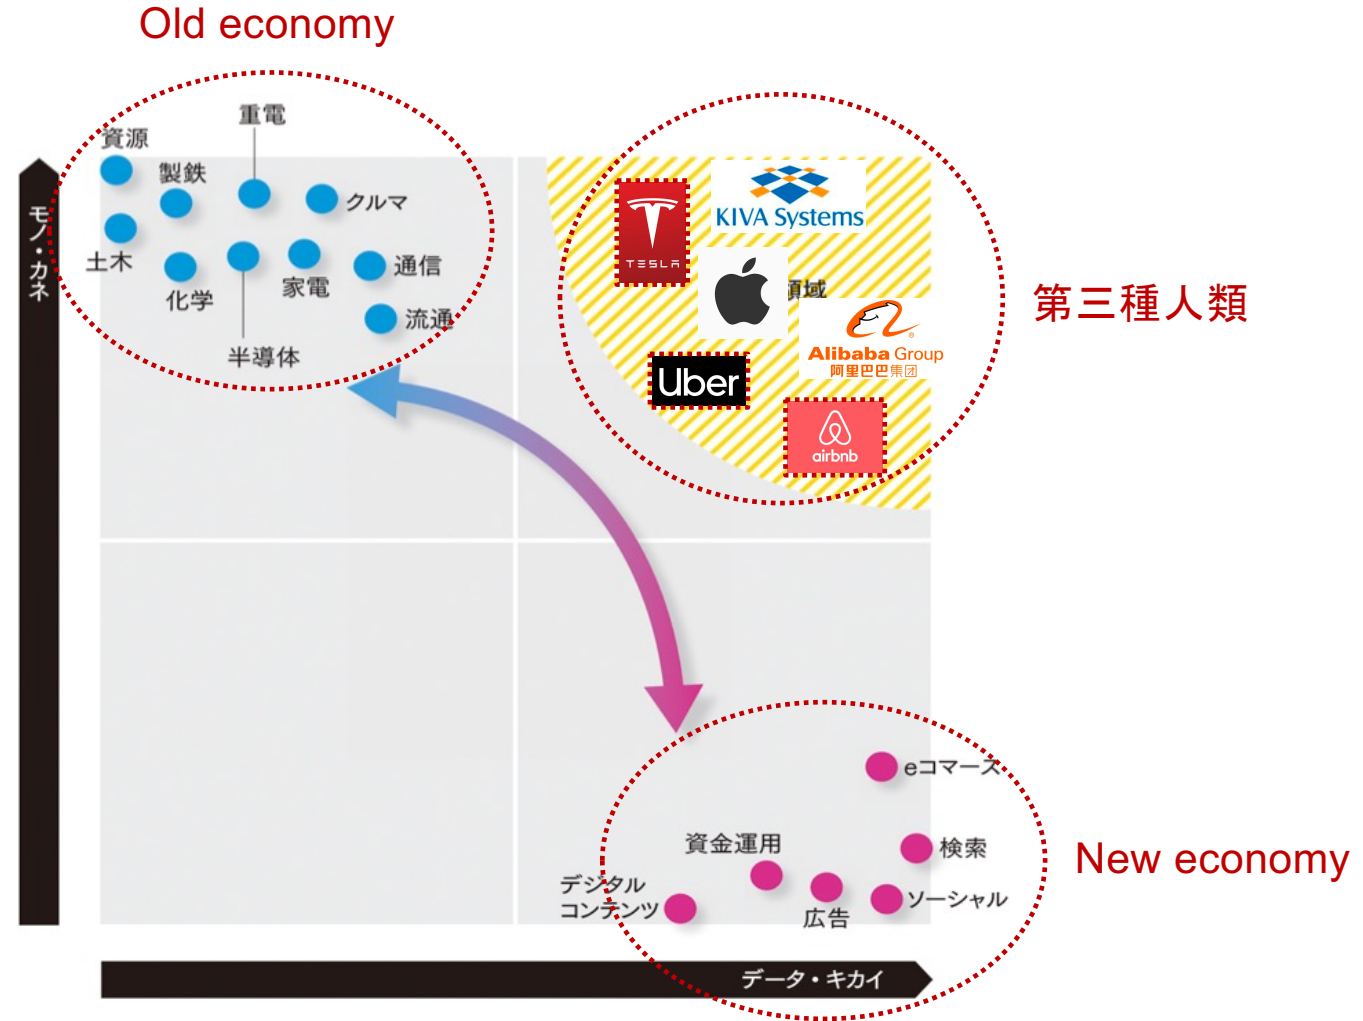 Old economy
重電
資源
製鉄
クルマ
土木
化学
家電
通信
流通
半導体
モノ・カネ
KIVA Systems
TESLA
領域
Alibaba Group
阿里巴巴集团
Uber
airbnb
第三種人類
eコマース
検索
資金運用
デジタル
コンテンツ
広告
ソーシャル
New economy
データ・キカイ